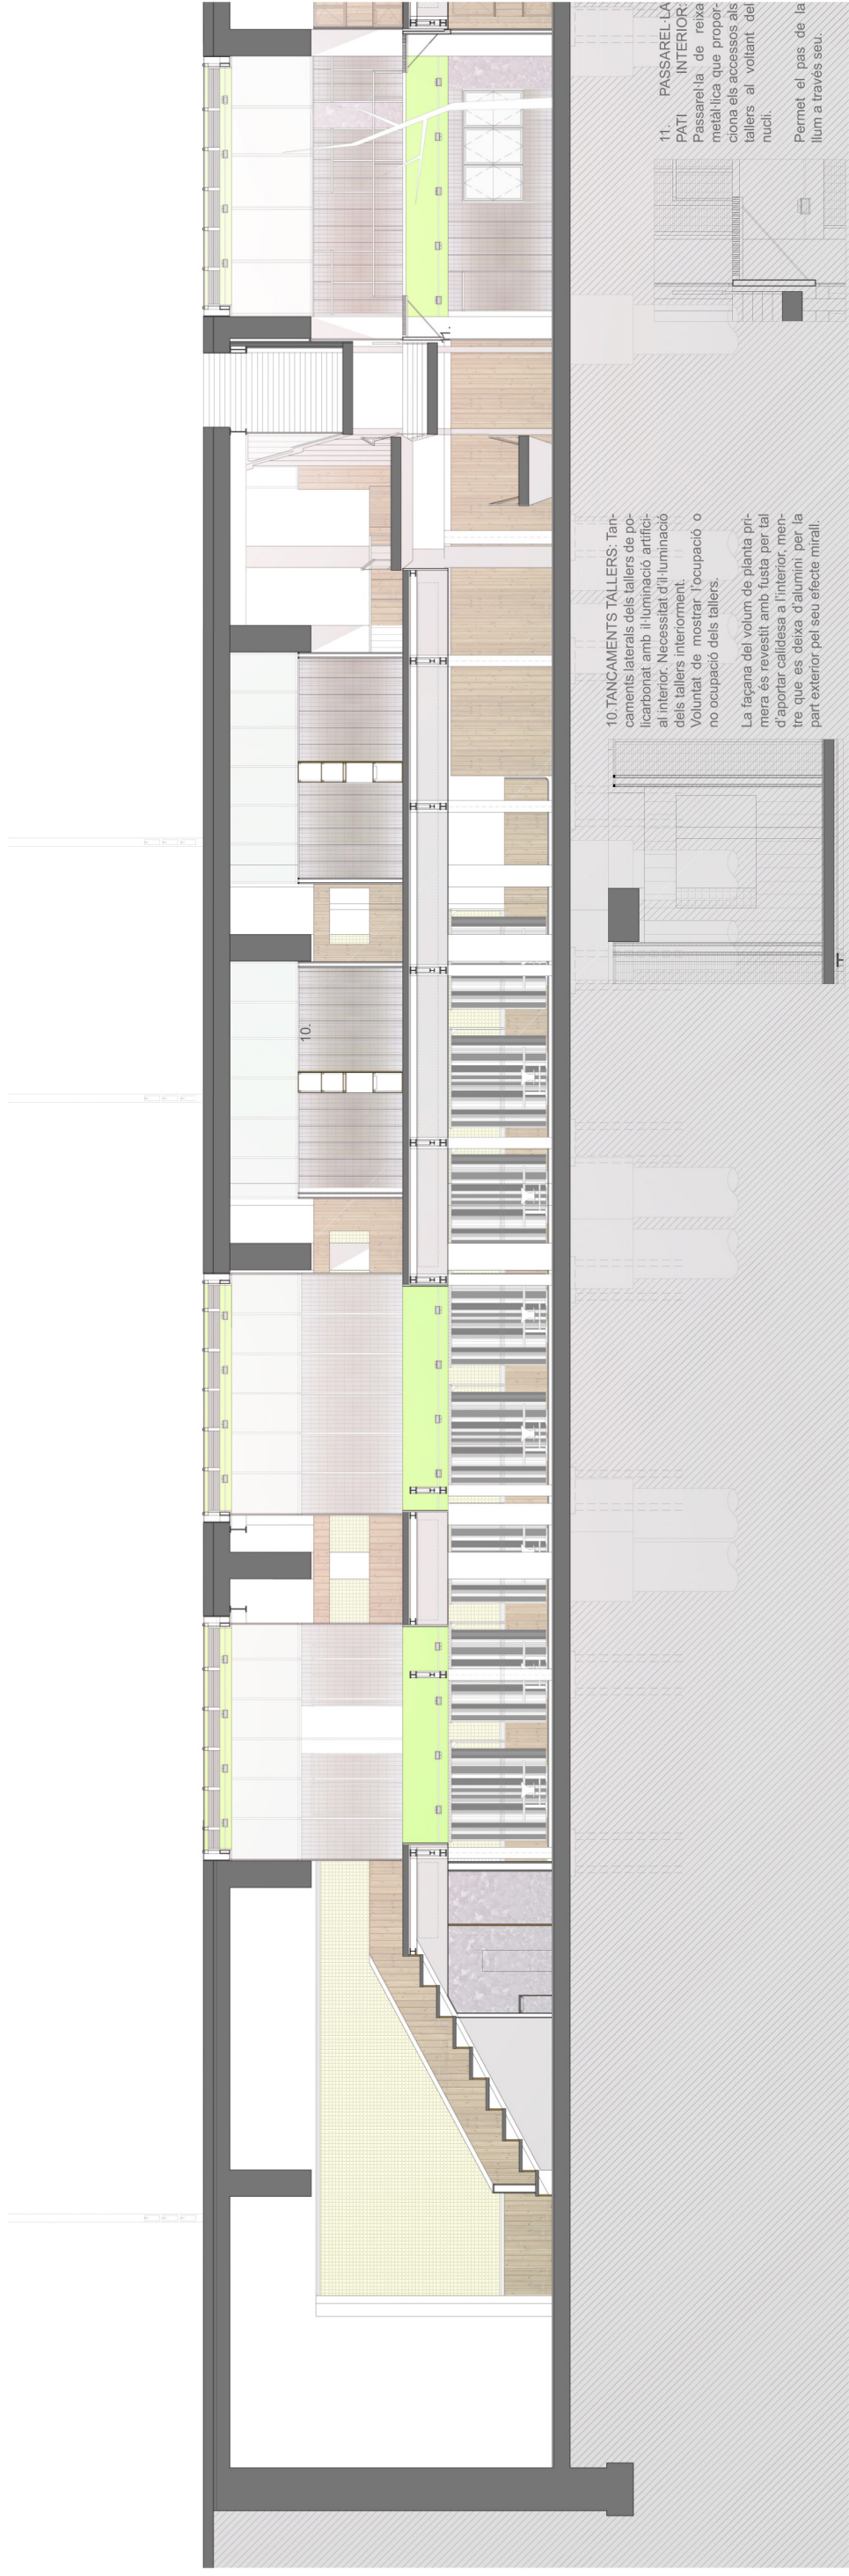 10.
1.
10.TANCAMENTS TALLERS: Tan-
caments laterals dels tallers de po-
licarbonat amb il·luminació artifici-
al interior. Necessitat d'il·luminació
dels tallers interiorment.
Voluntat de mostrar l'ocupació o
no ocupació dels tallers.
La façana del volum de planta pri-
mera és revestit amb fusta per tal
d'aportar calidesa a l'interior, men-
tre que es deixa d'alumini per la
part exterior pel seu efecte mirall.
11. PASSAREL·LA
PATI INTERIOR:
Passarel·la de reixa
metàl·lica que propor-
ciona els accessos als
tallers al voltant del
nucli.
Permet el pas de la
llum a través seu.